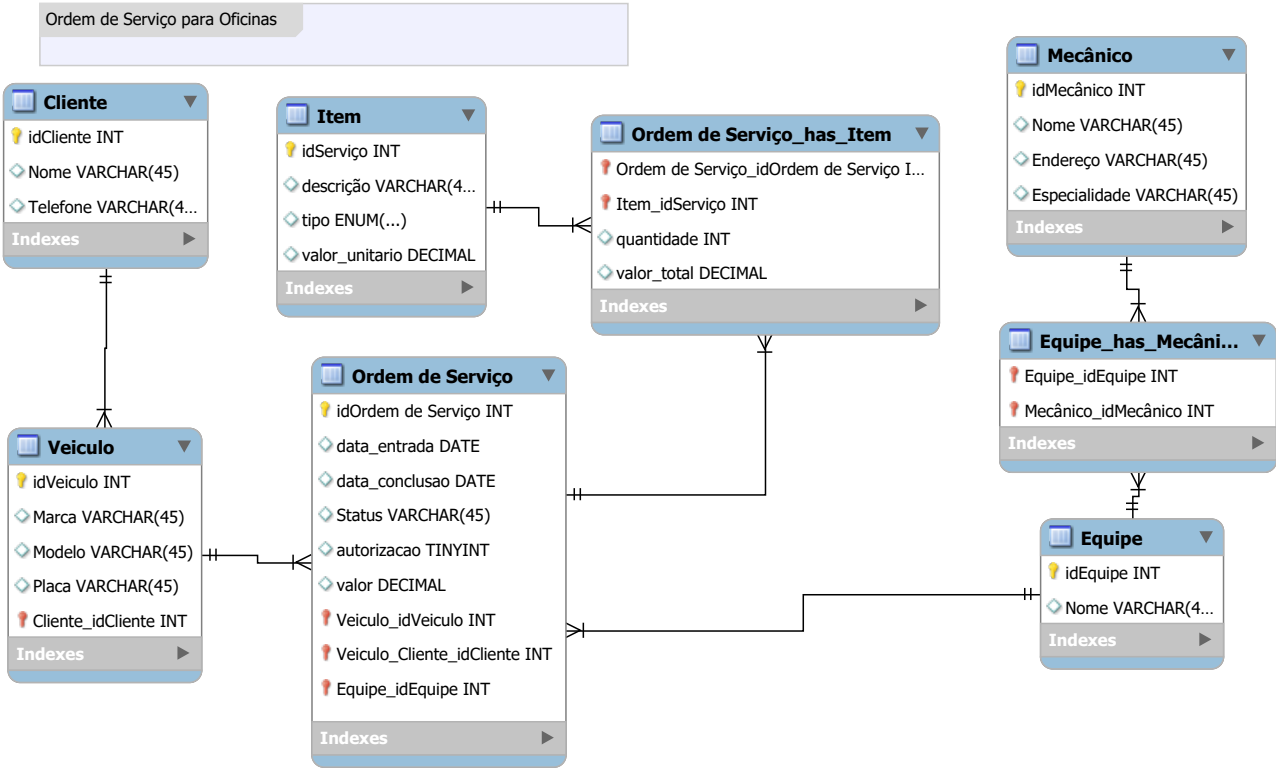 Ordem de Serviço para Oficinas
Cliente
idCliente INT
Nome VARCHAR(45)
Telefone VARCHAR(4...
Indexes
Item
idServiço INT
descrição VARCHAR(4...
tipo ENUM(...)
valor_unitario DECIMAL
Indexes
Ordem de Serviço_has_Item
Ordem de Serviço_idOrdem de Serviço I...
Item_idServiço INT
quantidade INT
valor_total DECIMAL
Indexes
Mecânico
idMecânico INT
Nome VARCHAR(45)
Endereço VARCHAR(45)
Especialidade VARCHAR(45)
Indexes
Equipe_has_Mecâni...
Equipe_idEquipe INT
Mecânico_idMecânico INT
Indexes
Veiculo
idVeiculo INT
Marca VARCHAR(45)
Modelo VARCHAR(45)
Placa VARCHAR(45)
Cliente_idCliente INT
Indexes
Ordem de Serviço
idOrdem de Serviço INT
data_entrada DATE
data_conclusao DATE
Status VARCHAR(45)
autorizacao TINYINT
valor DECIMAL
Veiculo_idVeiculo INT
Veiculo_Cliente_idCliente INT
Equipe_idEquipe INT
Indexes
Equipe
idEquipe INT
Nome VARCHAR(4...
Indexes